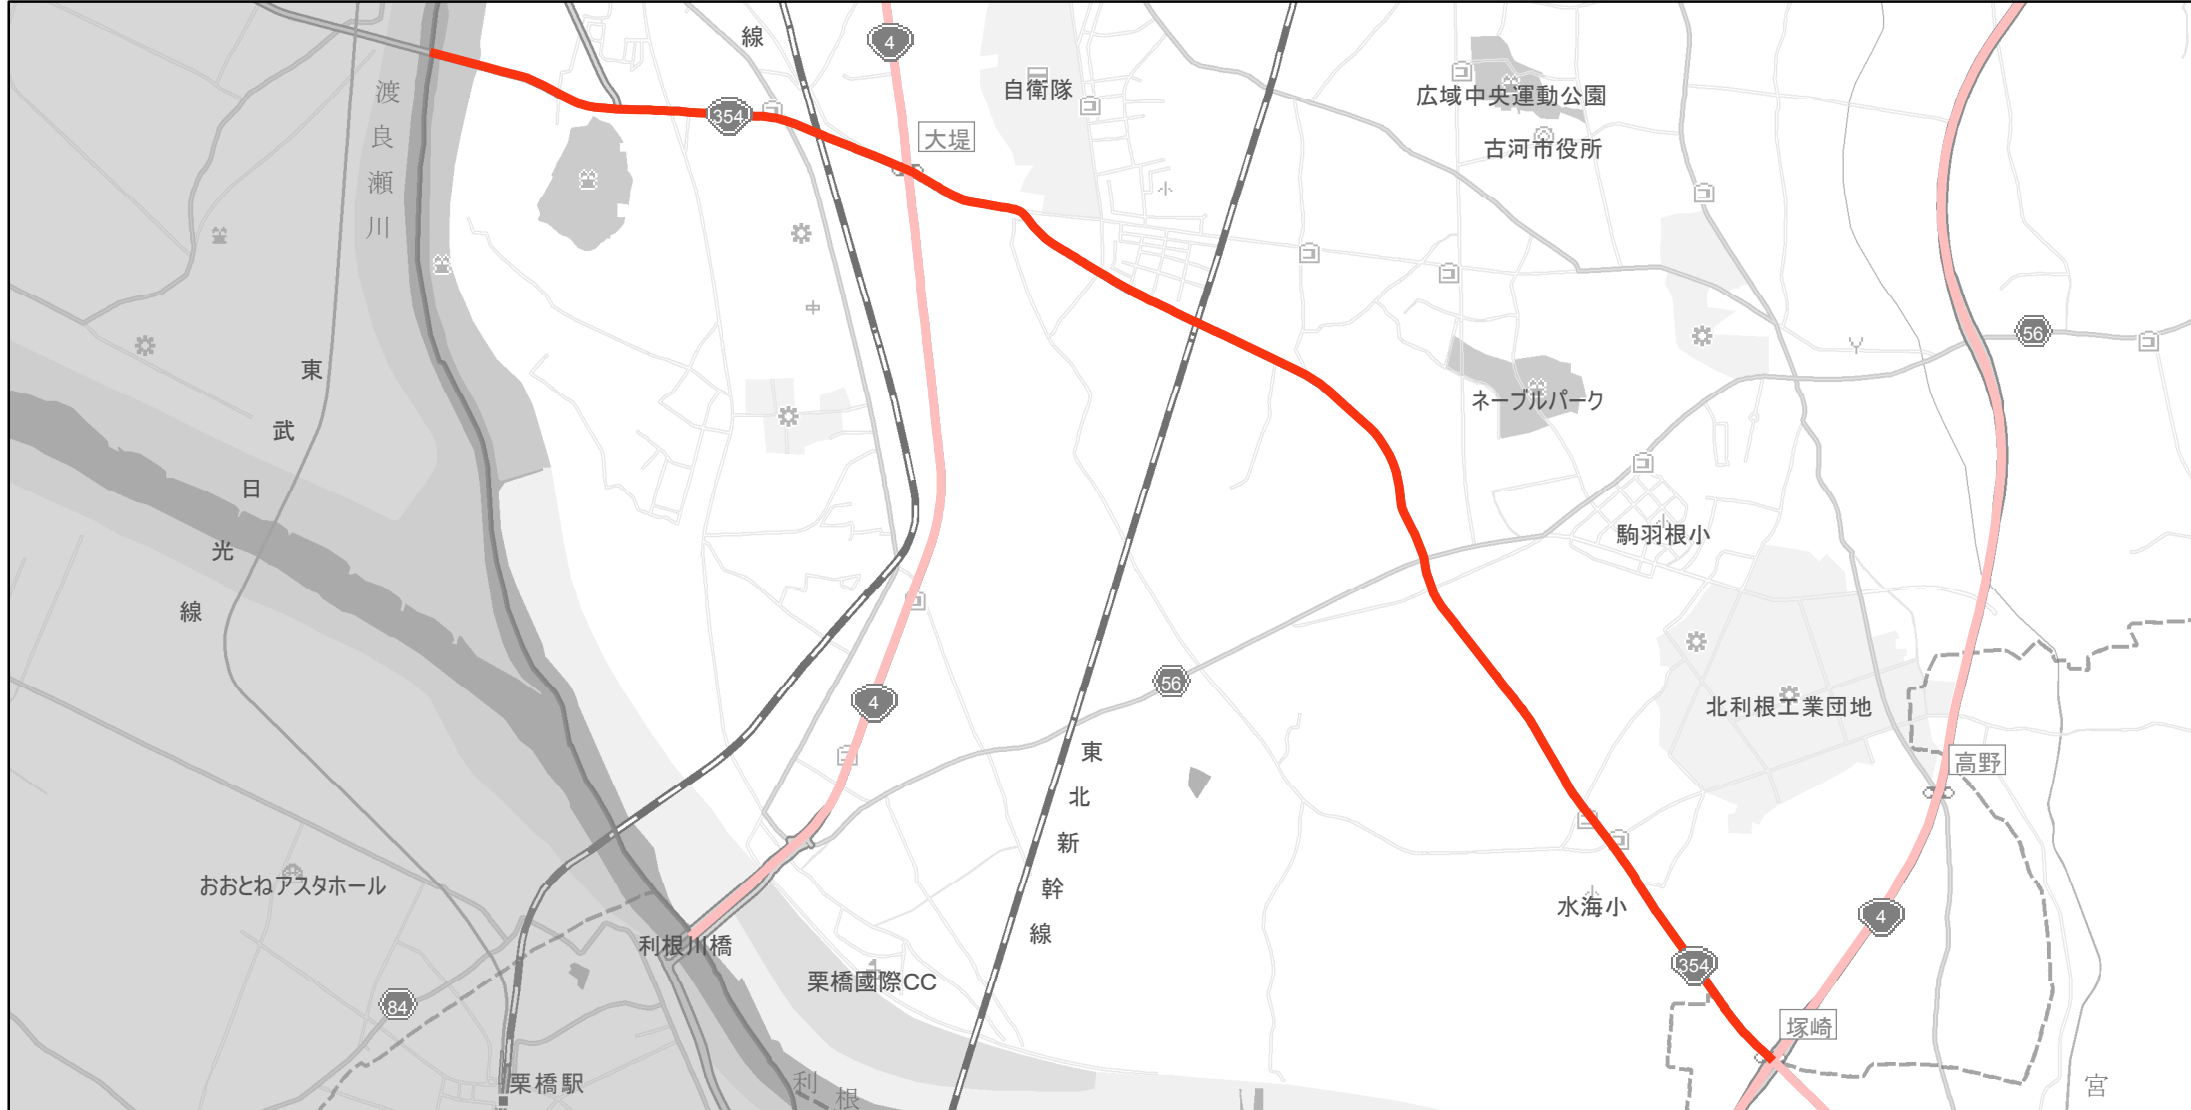 線
4
自衛隊
広域中央運動公園
渡良瀬川
354
大堤
古河市役所
小
中
56
東武日光線
ネーブルパーク
駒羽根小
小
56
4
北利根工業団地
東北新幹線
高野
おおとねアスタホール
小
水海小
4
利根川橋
354
栗橋國際CC
84
塚崎
栗橋駅
利根
宮